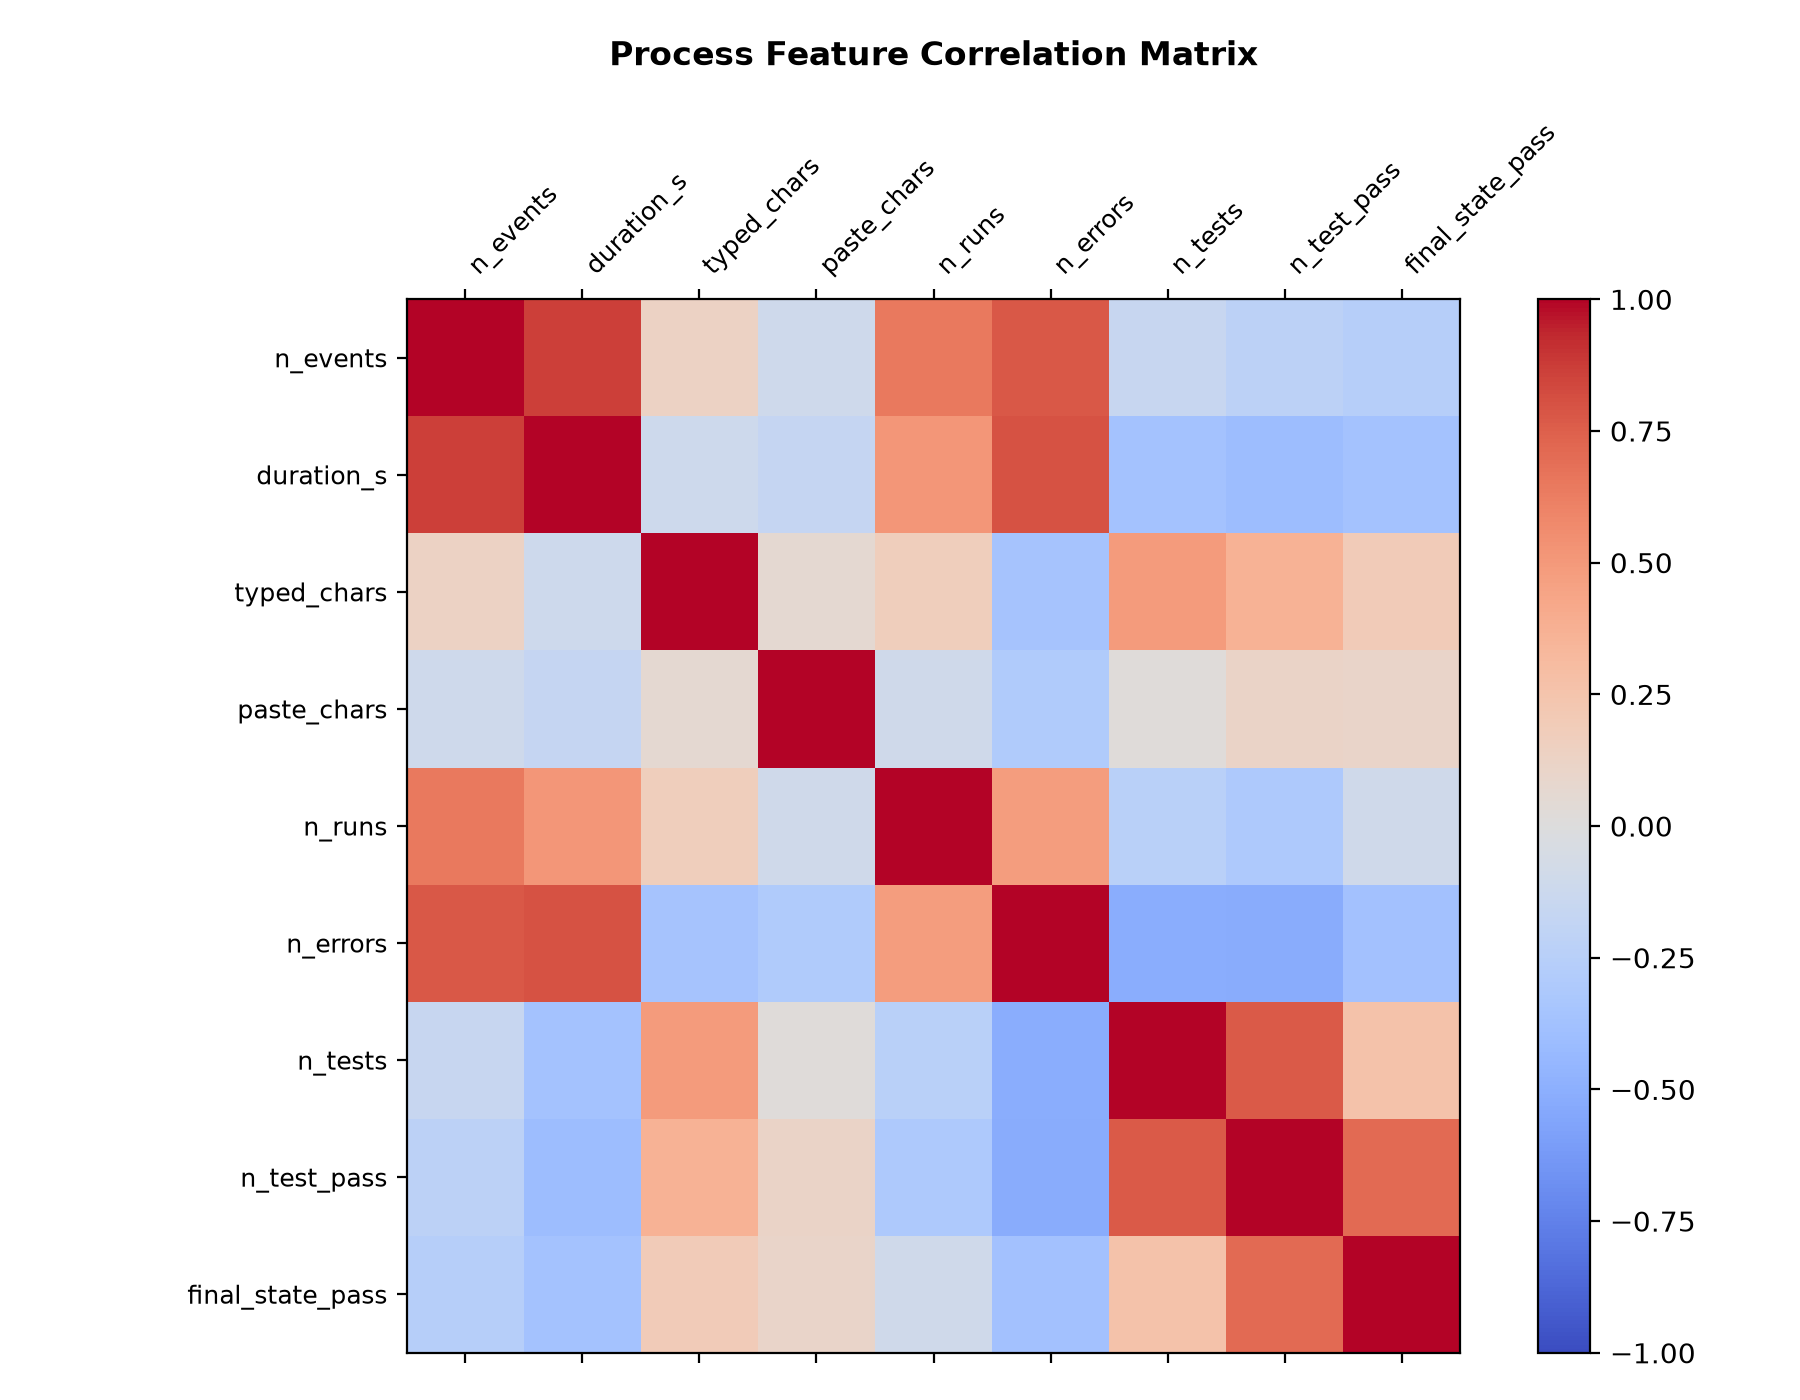 Process Feature Correlation Matrix
n_events
duration_s
typed_chars
paste_chars
n_runs
n_errors
n_tests
n_test_pass
final_state_pass
n_events
duration_s
typed_chars
paste_chars
n_runs
n_errors
n_tests
n_test_pass
final_state_pass
1.00
0.75
0.50
0.25
0.00
−0.25
−0.50
−0.75
−1.00